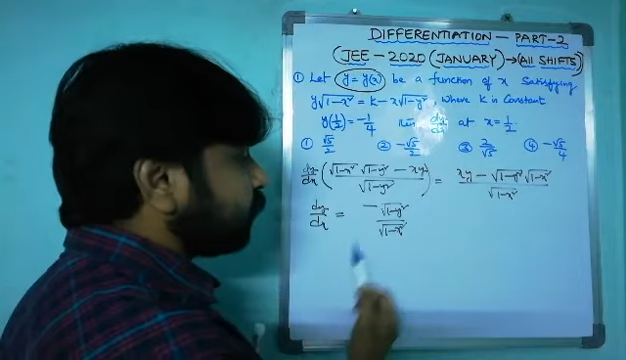 DIFFERENTIATION - PART-2
(JEE-2020 (JANUARY) → (All SHIFTS)
① Let y = y(x) be a function of x Satisfying
y√1-x² = k - x√1-y², where K is Constant
y(1/2) = -1/4 dy/dx at x = 1/2.
① √5/2 ② -√5/2 ③ 2/√5 ④ -√5/4
dy/dx (√1-x² √1-y² - xy / √1-y²) = xy - √1-y² √1-x² / √1-x²
dy/dx = - √1-y² / √1-x²